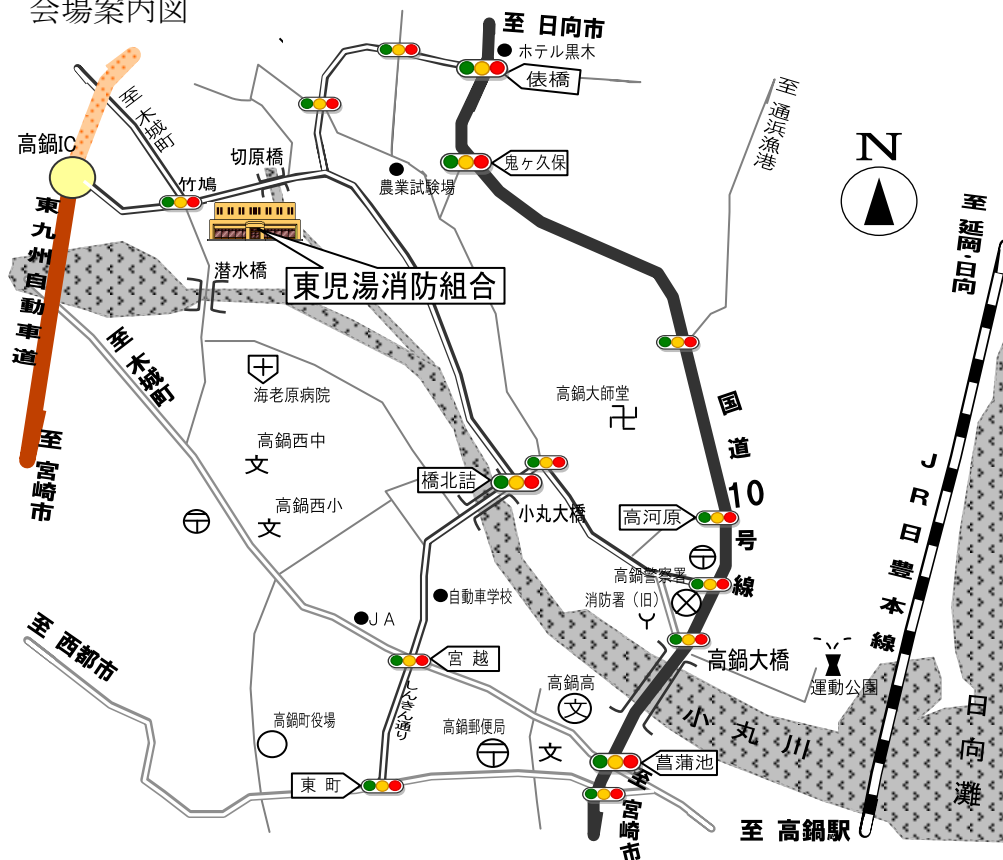 会場案内図
至 日向市
ホテル黒木
俵橋
至 木城町
至 通浜漁港
高鍋IC
切原橋
鬼ヶ久保
N
竹鳩
農業試験場
東九州自動車道
至 延岡・日向
潜水橋
東児湯消防組合
至 木城町
海老原病院
高鍋大師堂
国道10号線
高鍋西中
文
至 宮崎市
JR日豊本線
橋北詰
高鍋西小
文
小丸大橋
高河原
高鍋警察署
自動車学校
消防署(旧)
JA
至 西都市
宮越
高鍋大橋
運動公園
しんきん通り
高鍋高
文
日向灘
高鍋町役場
高鍋郵便局
文
小丸川
菖蒲池
東町
至 宮崎市
至 高鍋駅